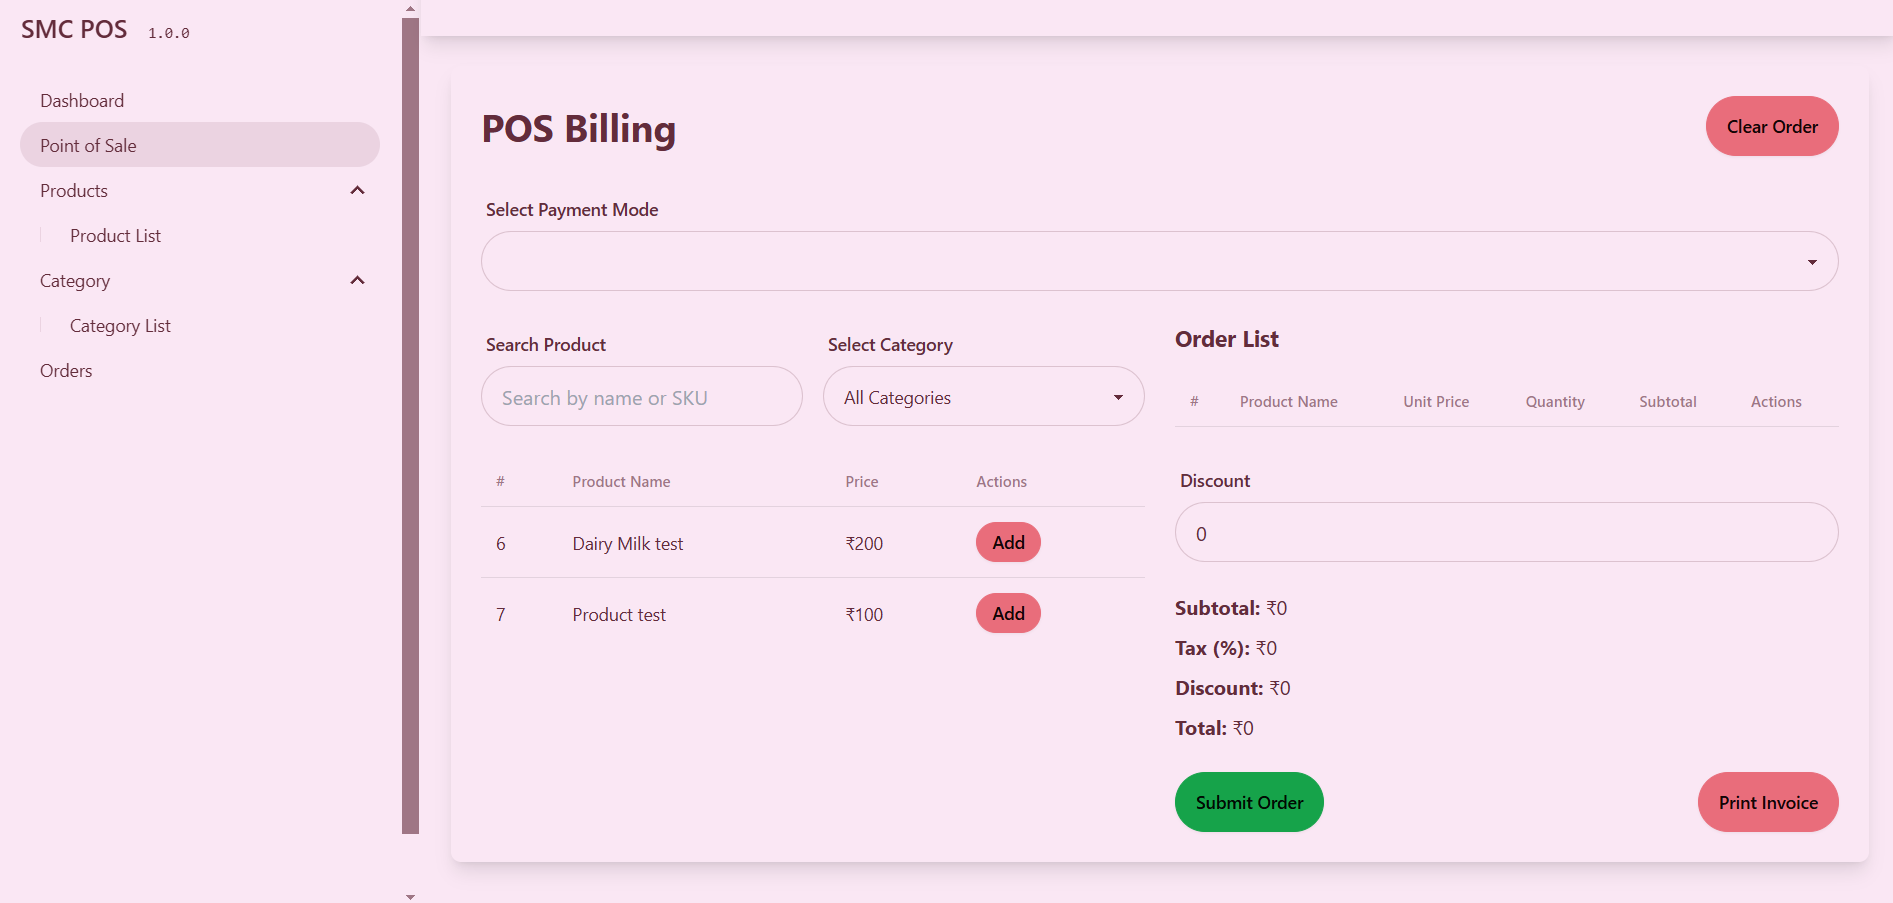 SMC POS 1.0.0
Dashboard
Point of Sale
Products
Product List
Category
Category List
Orders
POS Billing
Clear Order
Select Payment Mode
Search Product
Search by name or SKU
Select Category
All Categories
# Product Name Price Actions
6 Dairy Milk test ₹200 Add
7 Product test ₹100 Add
Order List
# Product Name Unit Price Quantity Subtotal Actions
Discount
0
Subtotal: ₹0
Tax (%): ₹0
Discount: ₹0
Total: ₹0
Submit Order
Print Invoice